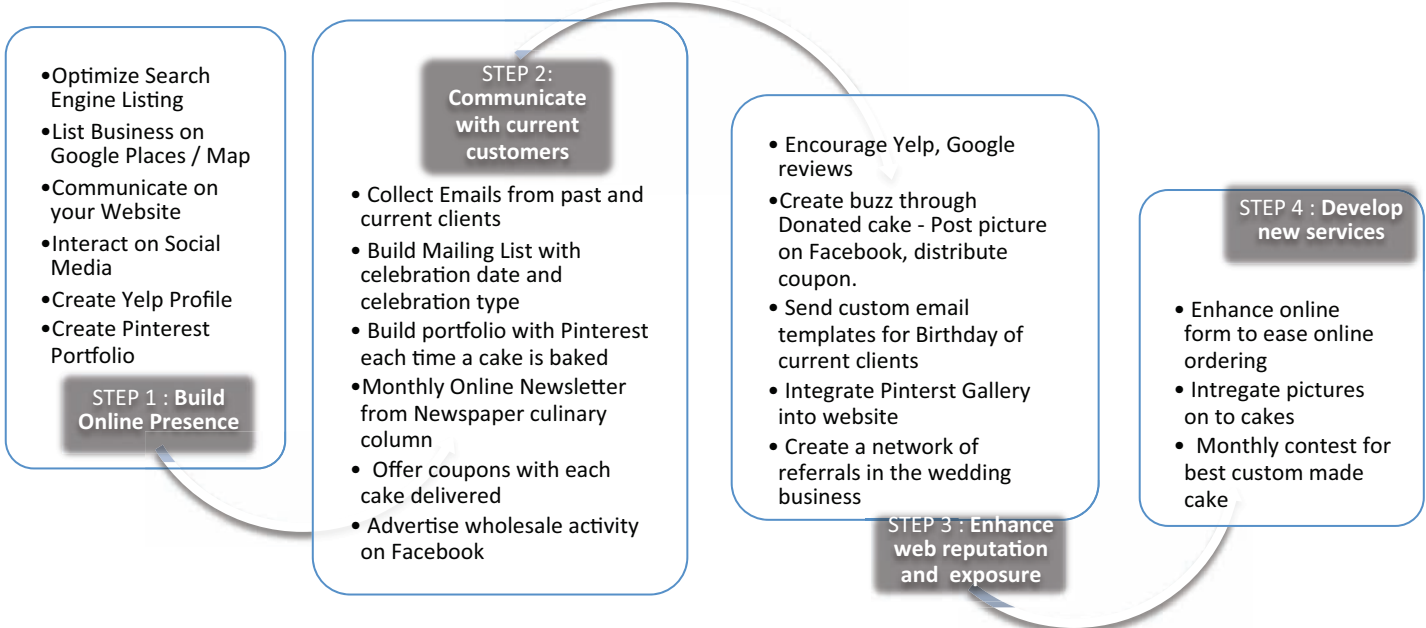 •Optimize Search
Engine Listing
•List Business on
Google Places / Map
•Communicate on
your Website
•Interact on Social
Media
•Create Yelp Profile
•Create Pinterest
Portfolio
STEP 1 : Build
Online Presence
STEP 2:
Communicate
with current
customers
• Collect Emails from past and
current clients
• Build Mailing List with
celebration date and
celebration type
• Build portfolio with Pinterest
each time a cake is baked
•Monthly Online Newsletter
from Newspaper culinary
column
• Offer coupons with each
cake delivered
• Advertise wholesale activity
on Facebook
• Encourage Yelp, Google
reviews
•Create buzz through
Donated cake - Post picture
on Facebook, distribute
coupon.
• Send custom email
templates for Birthday of
current clients
• Integrate Pinterst Gallery
into website
• Create a network of
referrals in the wedding
business
STEP 3 : Enhance
web reputation
and exposure
STEP 4 : Develop
new services
• Enhance online
form to ease online
ordering
• Intregate pictures
on to cakes
• Monthly contest for
best custom made
cake